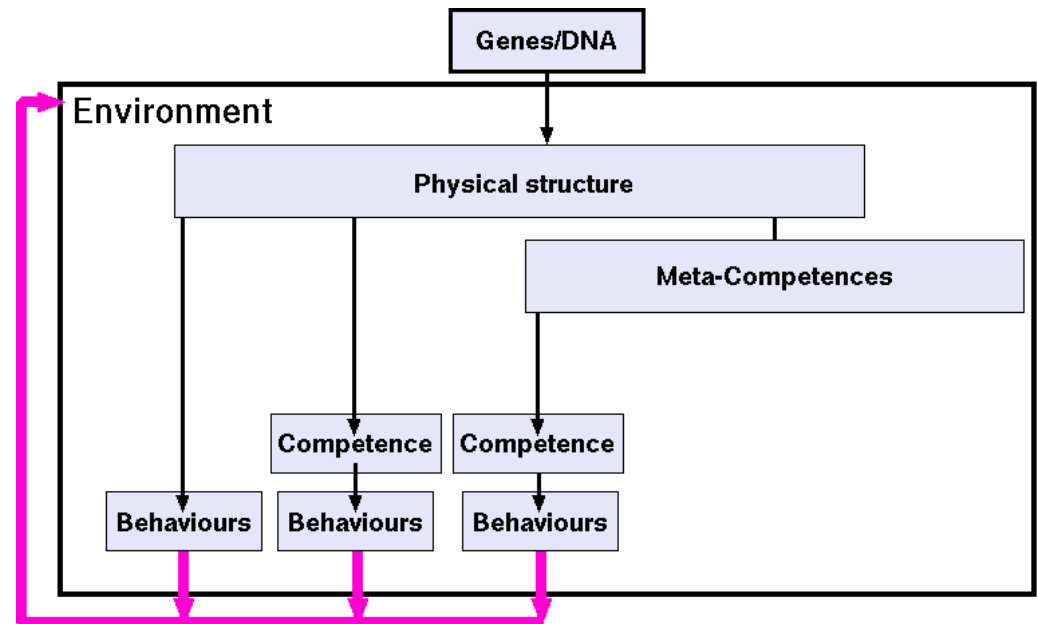 Genes/DNA
Environment
Physical structure
Meta-Competences
Competence
Competence
Behaviours
Behaviours
Behaviours